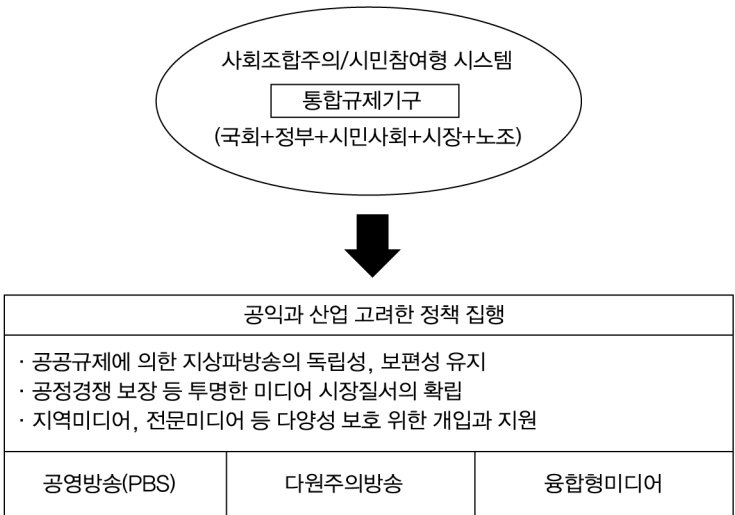 사회조합주의/시민참여형 시스템
통합규제기구
(국회+정부+시민사회+시장+노조)
공익과 산업 고려한 정책 집행
· 공공규제에 의한 지상파방송의 독립성, 보편성 유지
· 공정경쟁 보장 등 투명한 미디어 시장질서의 확립
· 지역미디어, 전문미디어 등 다양성 보호 위한 개입과 지원
공영방송(PBS)
다원주의방송
융합형미디어